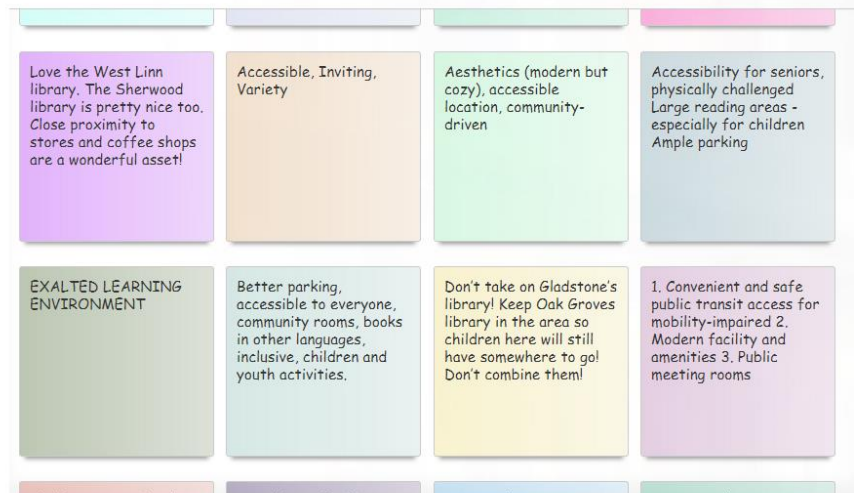 Love the West Linn
library. The Sherwood
library is pretty nice too.
Close proximity to
stores and coffee shops
are a wonderful asset!
Accessible, Inviting,
Variety
Aesthetics (modern but
cozy), accessible
location, community-
driven
Accessibility for seniors,
physically challenged
Large reading areas -
especially for children
Ample parking
EXALTED LEARNING
ENVIRONMENT
Better parking,
accessible to everyone,
community rooms, books
in other languages,
inclusive, children and
youth activities.
Don't take on Gladstone's
library! Keep Oak Groves
library in the area so
children here will still
have somewhere to go!
Don't combine them!
1. Convenient and safe
public transit access for
mobility-impaired 2.
Modern facility and
amenities 3. Public
meeting rooms